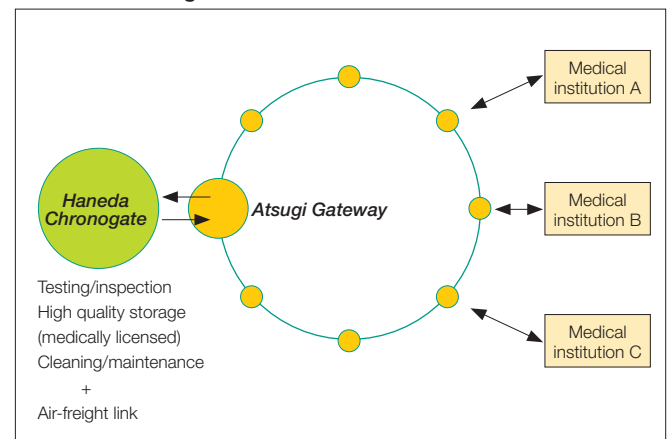 Haneda
Chronogate
Atsugi Gateway
Medical
institution A
Medical
institution B
Medical
institution C
Testing/inspection
High quality storage
(medically licensed)
Cleaning/maintenance
+
Air-freight link